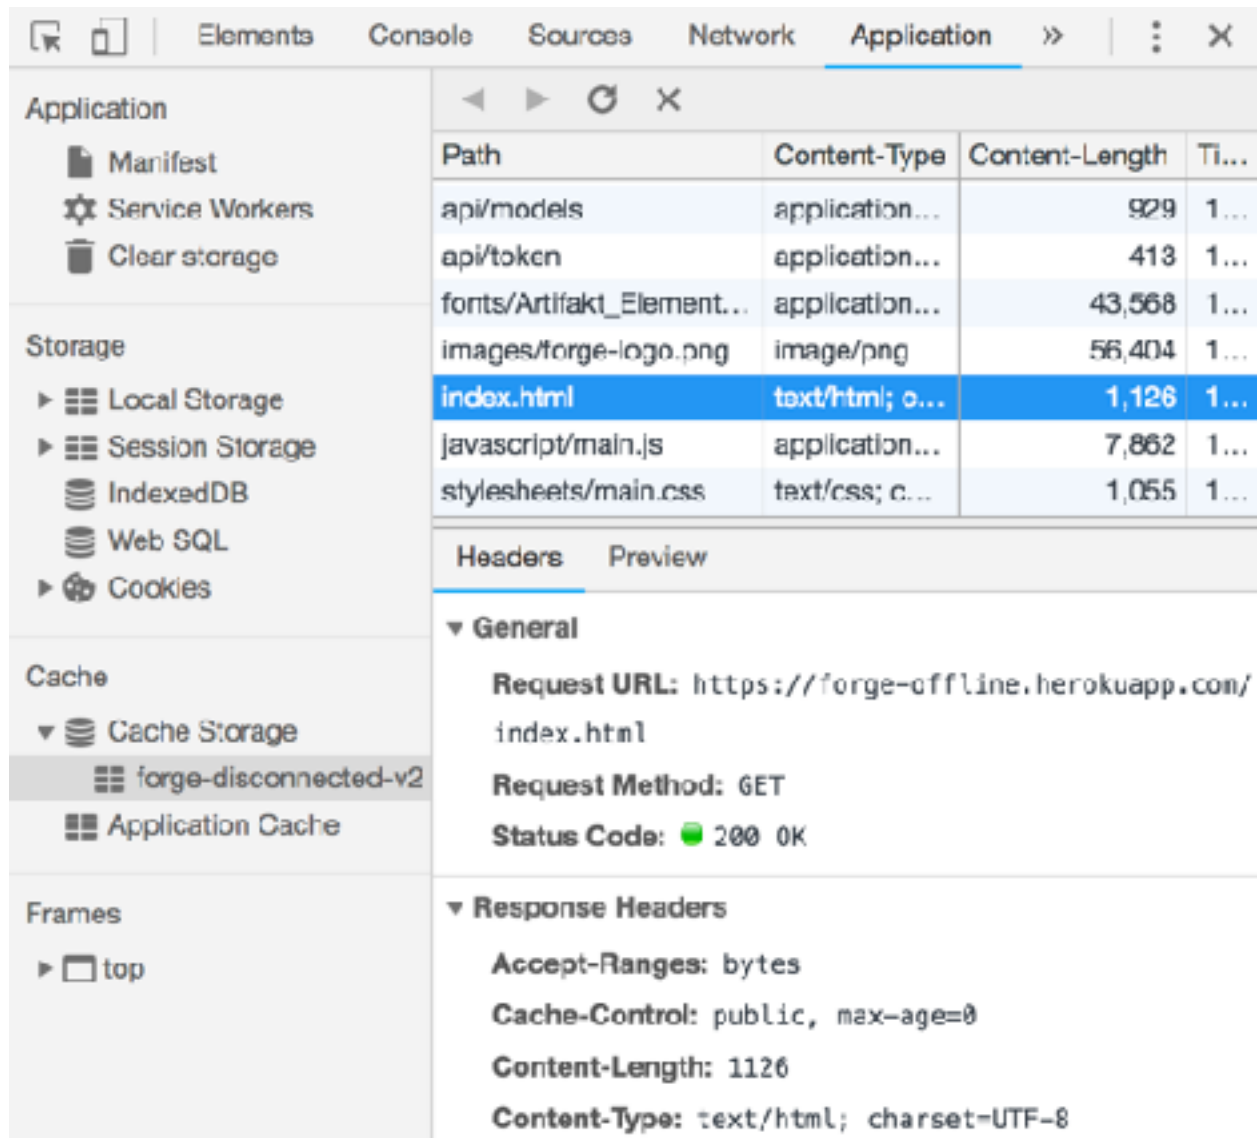 Elements Console Sources Network Application »
Application
Manifest
Service Workers
Clear storage
Storage
Local Storage
Session Storage
IndexedDB
Web SQL
Cookies
Cache
Cache Storage
forge-disconnected-v2
Application Cache
Frames
top
Path Content-Type Content-Length Ti...
api/models application... 929 1...
api/token application... 413 1...
fonts/Artifakt_Element... application... 43,568 1...
images/forge-logo.png image/png 56,404 1...
index.html text/html; c... 1,126 1...
javascript/main.js application... 7,862 1...
stylesheets/main.css text/css; c... 1,055 1...
Headers Preview
General
Request URL: https://forge-offline.herokuapp.com/
index.html
Request Method: GET
Status Code: 200 OK
Response Headers
Accept-Ranges: bytes
Cache-Control: public, max-age=0
Content-Length: 1126
Content-Type: text/html; charset=UTF-8